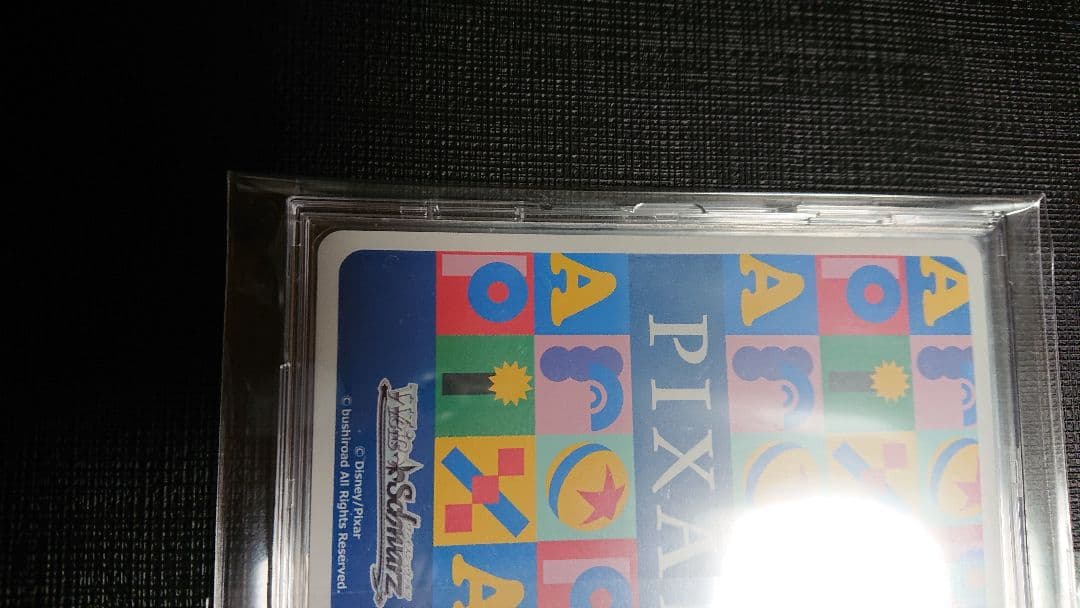 PIXA
Weiß Schwarz
© Disney/Pixar
© bushiroad All Rights Reserved.